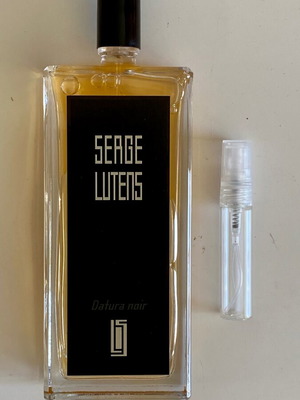 SERGE
LUTENS
Datura noir